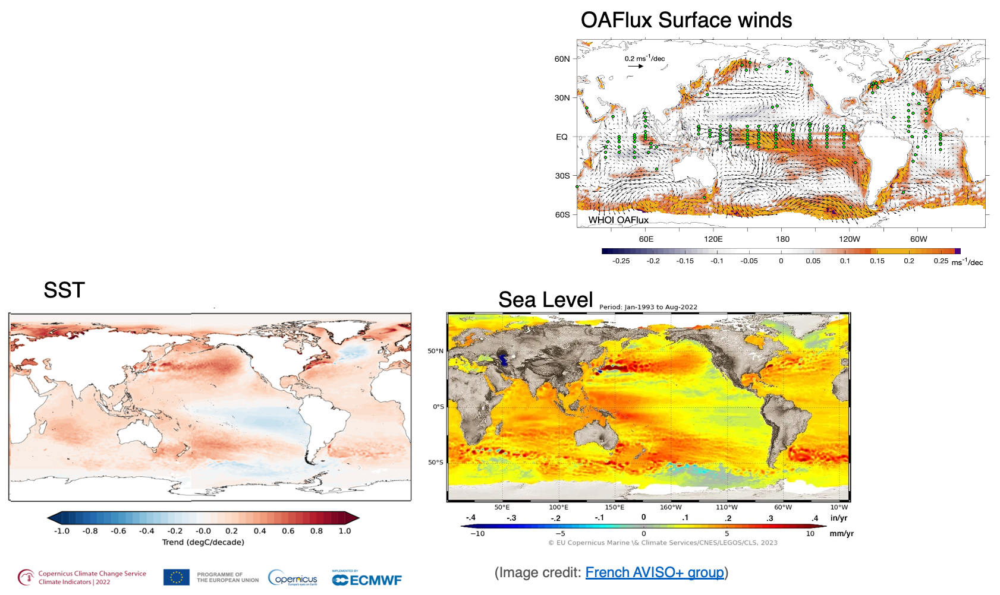 OAFlux Surface winds
0.2 ms-1/dec
60N
30N
EQ
30S
60S
WHOI OAFlux
60E 120E 180 120W 60W
-0.25 -0.2 -0.15 -0.1 -0.05 0 0.05 0.1 0.15 0.2 0.25 ms-1/dec
SST
-1.0 -0.8 -0.6 -0.4 -0.2 -0.0 0.2 0.4 0.6 0.8 1.0
Trend (degC/decade)
Sea Level
Period: Jan-1993 to Aug-2022
50°N
0°S
50°S
50°E 100°E 150°E 160°W 110°W 60°W 10°W
-.4 -.3 -.2 -.1 0 .1 .2 .3 .4 in/yr
−10 −5 0 5 10 mm/yr
© EU Copernicus Marine \& Climate Services/CNES/LEGOS/CLS, 2023
Copernicus Climate Change Service
Climate Indicators | 2022
PROGRAMME OF
THE EUROPEAN UNION
opernicus
Europe's eyes on Earth
IMPLEMENTED BY
ECMWF
(Image credit: French AVISO+ group)